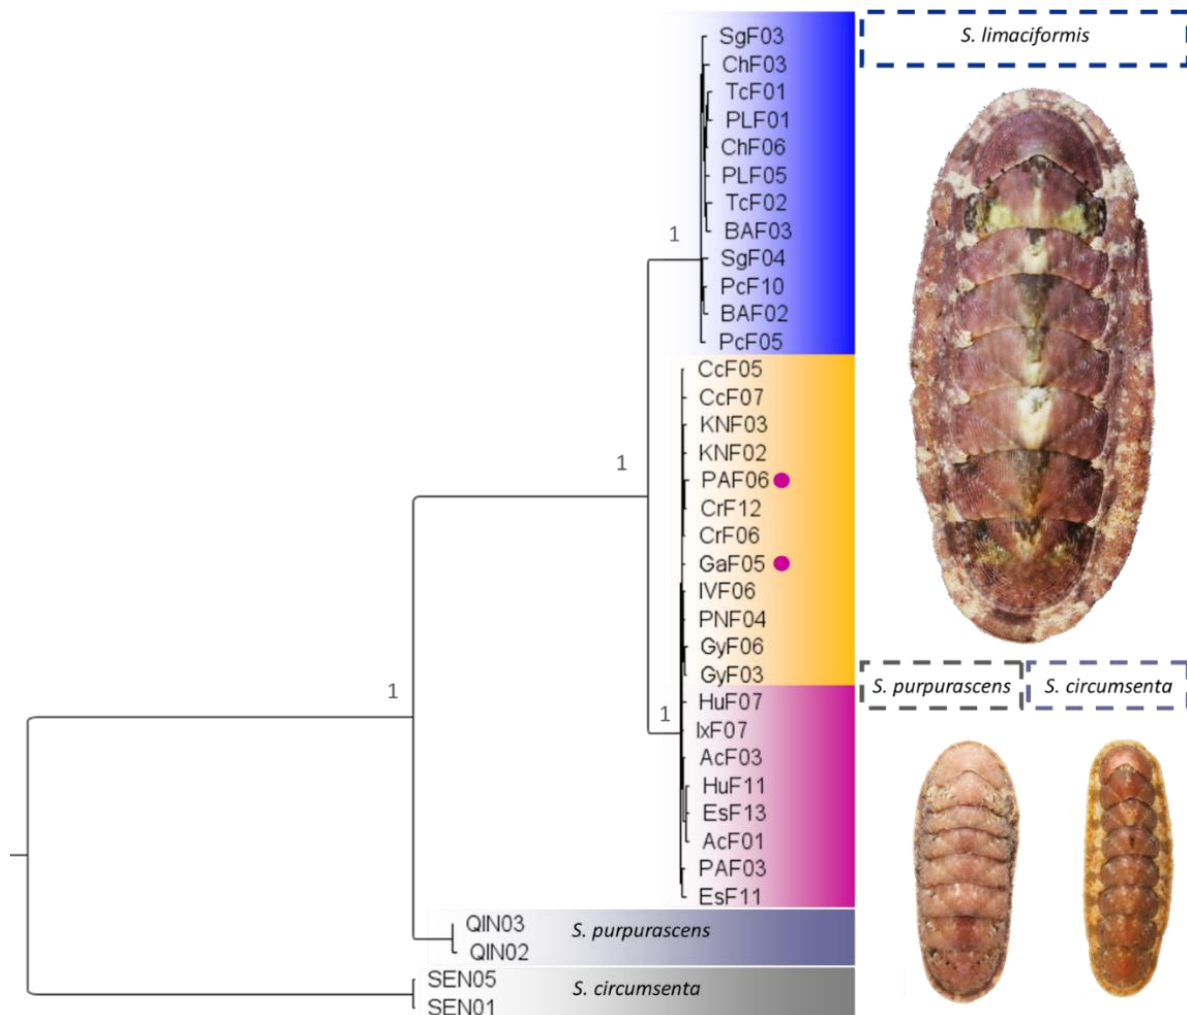 S. limaciformis
SgF03
ChF03
TcF01
PLF01
ChF06
PLF05
TcF02
BAF03
1
SgF04
PcF10
BAF02
PcF05
CcF05
CcF07
KNF03
KNF02
1
PAF06
CrF12
CrF06
GaF05
IVF06
PNF04
GyF06
GyF03
S. purpurascens
S. circumsenta
1
HuF07
1
IxF07
AcF03
HuF11
EsF13
AcF01
PAF03
EsF11
QIN03
S. purpurascens
QIN02
SEN05
S. circumsenta
SEN01